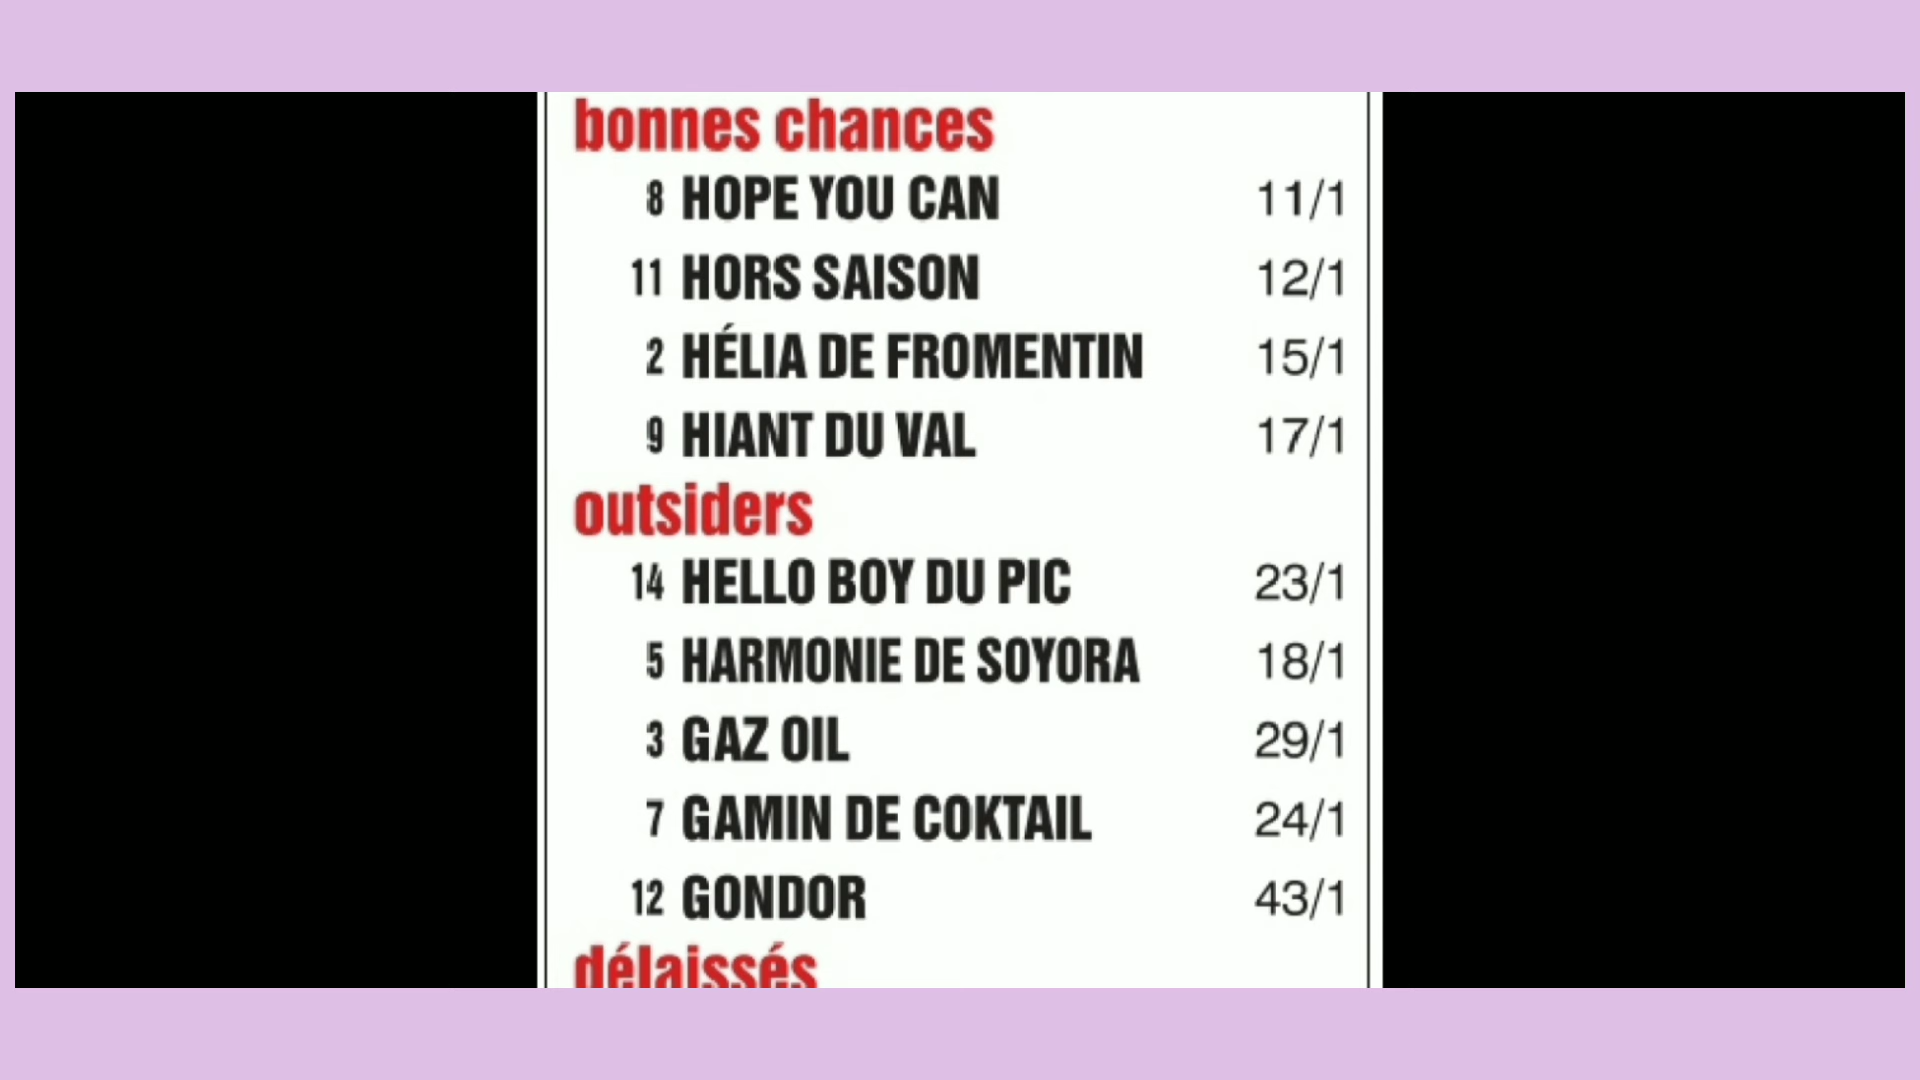 bonnes chances
8 HOPE YOU CAN 11/1
11 HORS SAISON 12/1
2 HÉLIA DE FROMENTIN 15/1
9 HIANT DU VAL 17/1
outsiders
14 HELLO BOY DU PIC 23/1
5 HARMONIE DE SOYORA 18/1
3 GAZ OIL 29/1
7 GAMIN DE COKTAIL 24/1
12 GONDOR 43/1
délaissés